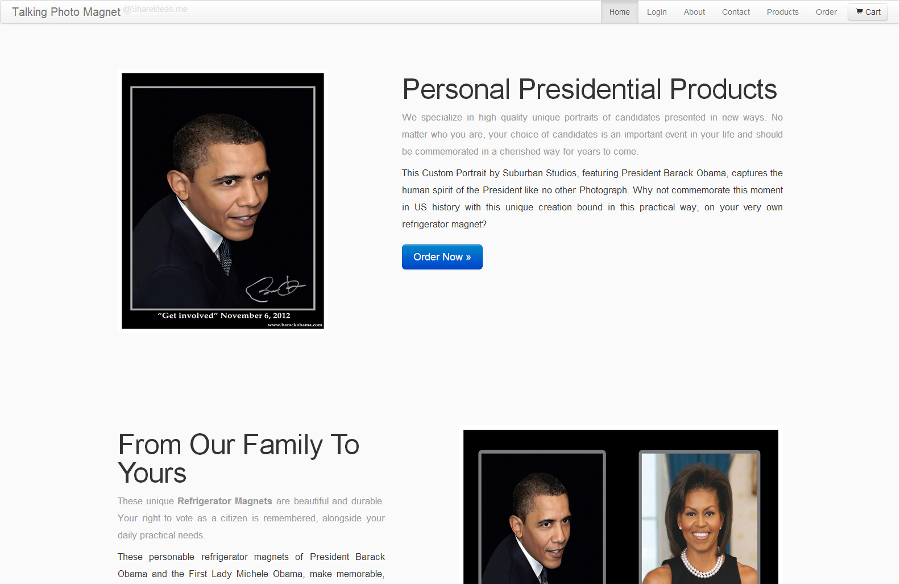 Talking Photo Magnet @Shareideas.me
Home Login About Contact Products Order Cart
Personal Presidential Products
We specialize in high quality unique portraits of candidates presented in new ways. No
matter who you are, your choice of candidates is an important event in your life and should
be commemorated in a cherished way for years to come.
This Custom Portrait by Suburban Studios, featuring President Barack Obama, captures the
human spirit of the President like no other Photograph. Why not commemorate this moment
in US history with this unique creation bound in this practical way, on your very own
refrigerator magnet?
Order Now »
“Get involved” November 6, 2012
www.barackobama.com
From Our Family To
Yours
These unique Refrigerator Magnets are beautiful and durable.
Your right to vote as a citizen is remembered, alongside your
daily practical needs.
These personable refrigerator magnets of President Barack
Obama and the First Lady Michele Obama, make memorable,